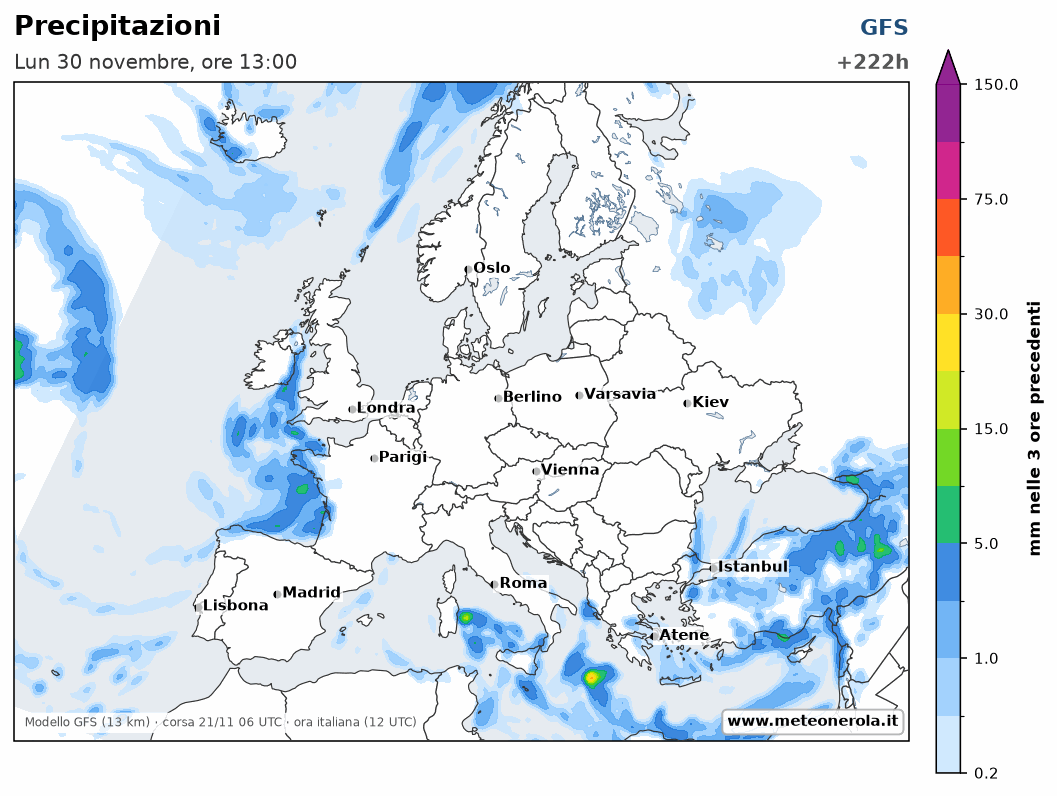 Precipitazioni
GFS
Lun 30 novembre, ore 13:00
+222h
150.0
75.0
30.0
15.0
5.0
1.0
0.2
mm nelle 3 ore precedenti
Oslo
Berlino
Varsavia
Kiev
Londra
Parigi
Vienna
Istanbul
Roma
Madrid
Lisbona
Atene
Modello GFS (13 km) · corsa 21/11 06 UTC · ora italiana (12 UTC)
www.meteonerola.it